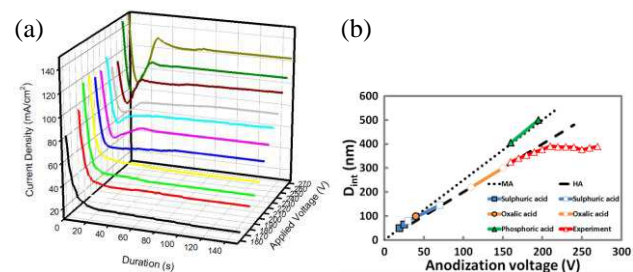 (a)
(b)
Current Density (mA/cm²)
140
120
100
80
60
40
20
0 20 40 60 80 100 120 140
Duration (s)
160
270
Applied Voltage (V)
D_int (nm)
600
500
400
300
200
100
0
0 50 100 150 200 250 300
Anodization voltage (V)
MA
HA
Sulphuric acid
Sulphuric acid
Oxalic acid
Oxalic acid
Phosphoric acid
Experiment